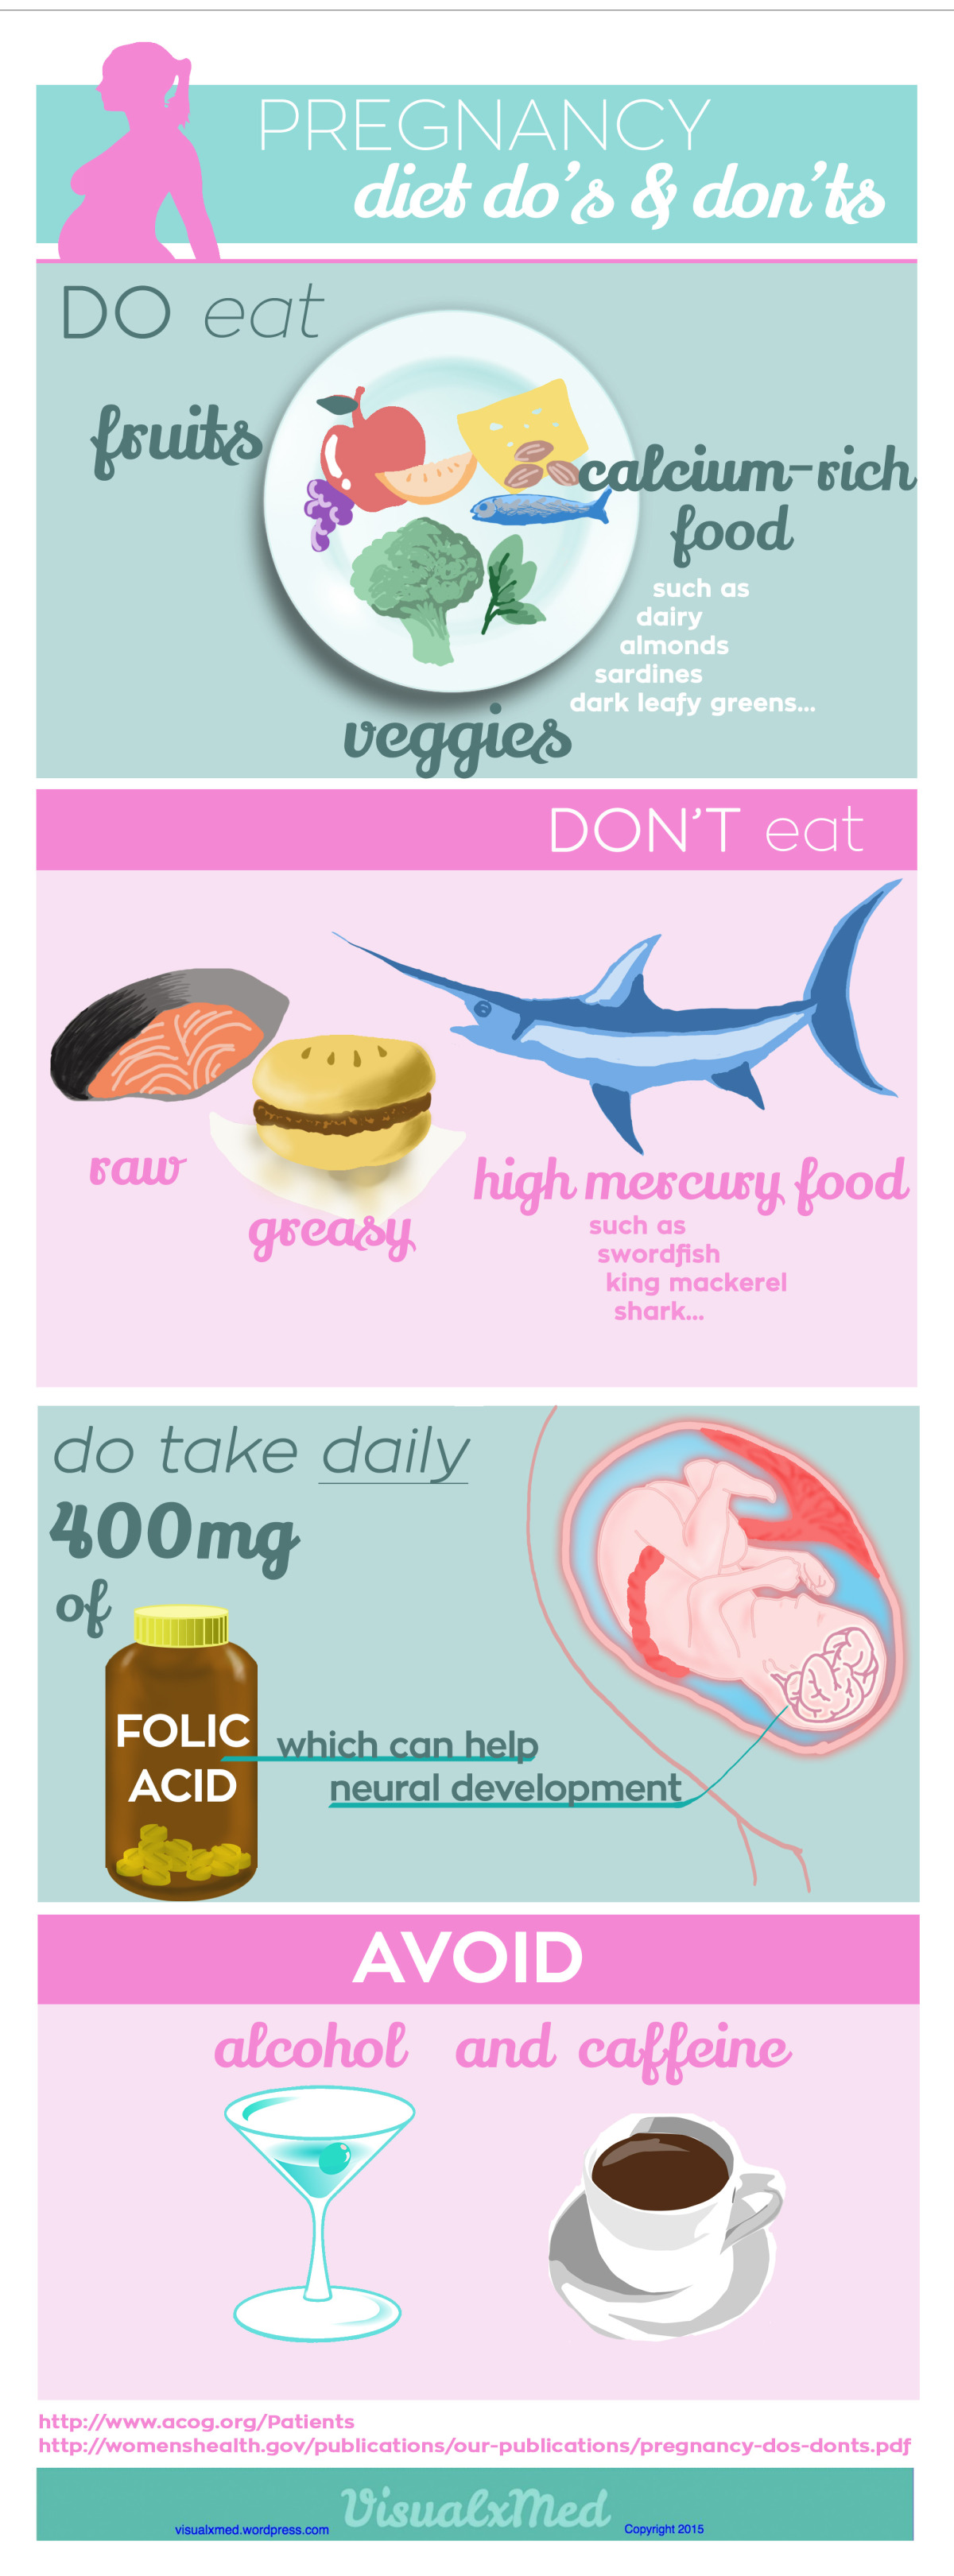 PREGNANCY
diet do's & don'ts
DO eat
fruits
calcium-rich
food
such as
dairy
almonds
sardines
dark leafy greens...
veggies
DON'T eat
raw
greasy
high mercury food
such as
swordfish
king mackerel
shark...
do take daily
400mg
of
FOLIC
ACID
which can help
neural development
AVOID
alcohol and caffeine
http://www.acog.org/Patients
http://womenshealth.gov/publications/our-publications/pregnancy-dos-donts.pdf
VisualxMed
visualxmed.wordpress.com
Copyright 2015